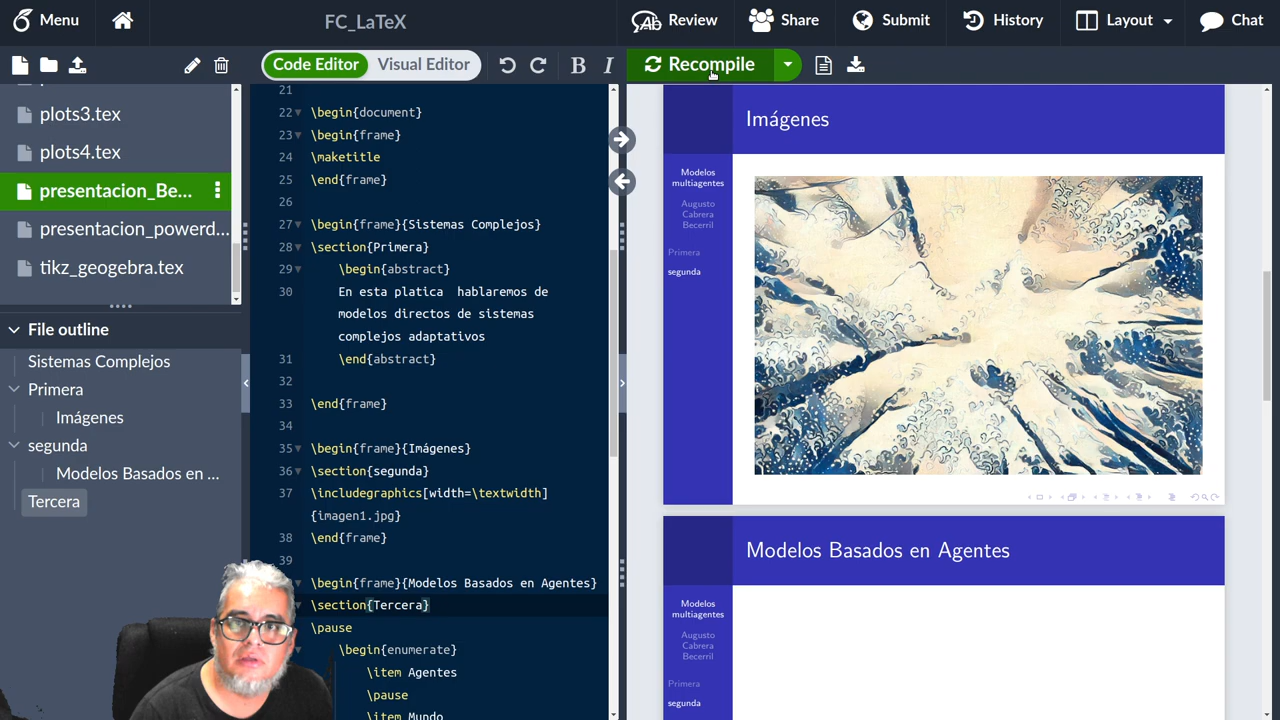 Menu
FC_LaTeX
Review
Share
Submit
History
Layout
Chat
Code Editor
Visual Editor
B
I
Recompile
plots3.tex
plots4.tex
presentacion_Be...
presentacion_powerd...
tikz_geogebra.tex
File outline
Sistemas Complejos
Primera
Imágenes
segunda
Modelos Basados en ...
Tercera
21
22 \begin{document}
23 \begin{frame}
24 \maketitle
25 \end{frame}
26
27 \begin{frame}{Sistemas Complejos}
28 \section{Primera}
29 \begin{abstract}
30 En esta platica hablaremos de
modelos directos de sistemas
complejos adaptativos
31 \end{abstract}
32
33 \end{frame}
34
35 \begin{frame}{Imágenes}
36 \section{segunda}
37 \includegraphics[width=\textwidth]
{imagen1.jpg}
38 \end{frame}
39
\begin{frame}{Modelos Basados en Agentes}
\section{Tercera}
\pause
\begin{enumerate}
\item Agentes
\pause
\item Mundo
Imágenes
Modelos
multiagentes
Augusto
Cabrera
Becerril
Primera
segunda
Modelos Basados en Agentes
Modelos
multiagentes
Augusto
Cabrera
Becerril
Primera
segunda